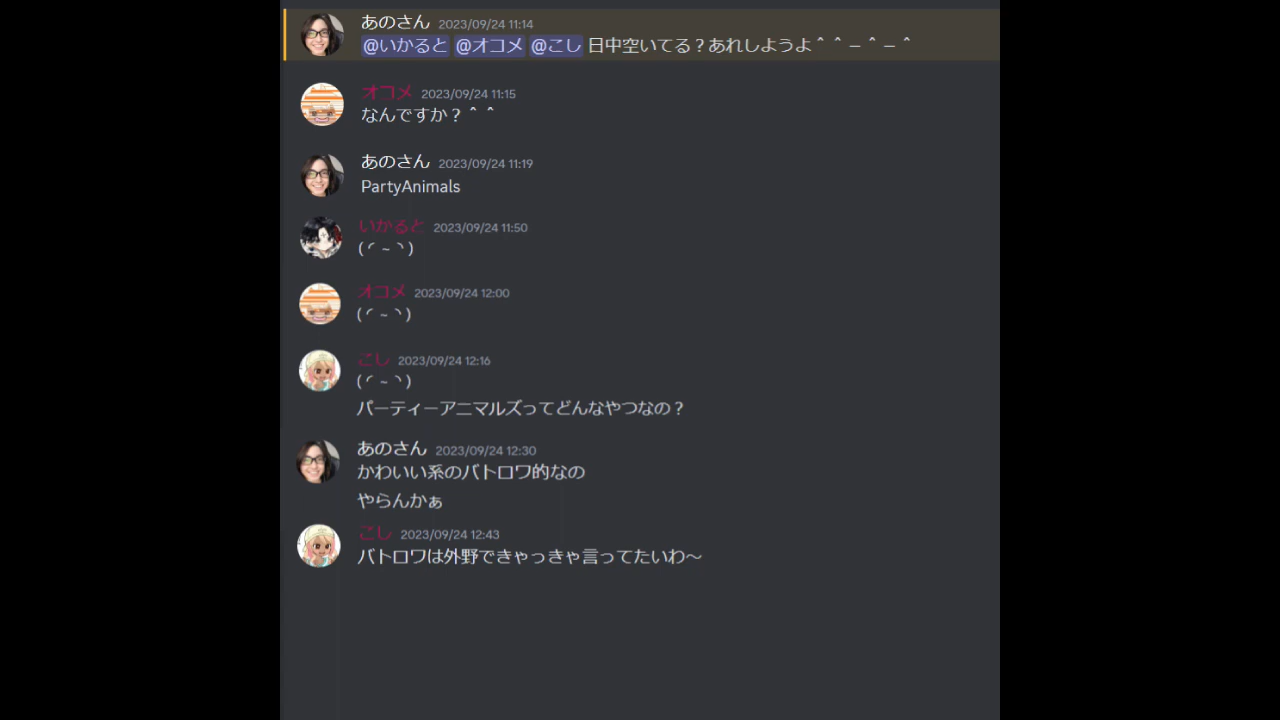 あのさん 2023/09/24 11:14
@いかると @オコメ @こし 日中空いてる？あれしようよ＾＾－＾－＾
オコメ 2023/09/24 11:15
なんですか？＾＾
あのさん 2023/09/24 11:19
PartyAnimals
いかると 2023/09/24 11:50
(◜ ~ ◝)
オコメ 2023/09/24 12:00
(◜ ~ ◝)
こし 2023/09/24 12:16
(◜ ~ ◝)
パーティーアニマルズってどんなやつなの？
あのさん 2023/09/24 12:30
かわいい系のバトロワ的なの
やらんかぁ
こし 2023/09/24 12:43
バトロワは外野できゃっきゃ言ってたいわ～